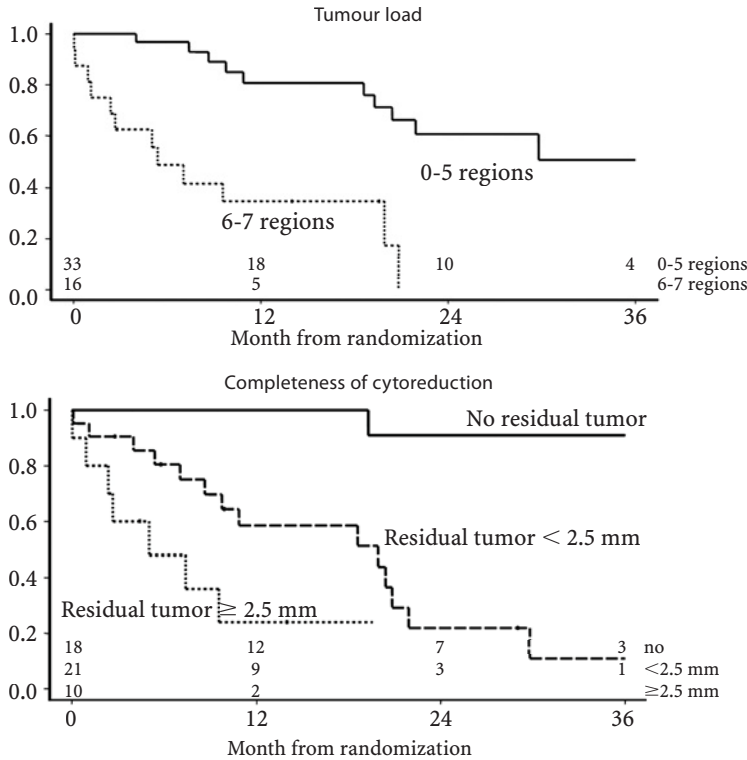 Tumour load
1.0
0.8
0.6
0-5 regions
0.4
6-7 regions
0.2
33 18 10 4 0-5 regions
16 5 6-7 regions
0.0
0 12 24 36
Month from randomization
Completeness of cytoreduction
1.0
No residual tumor
0.8
0.6
Residual tumor < 2.5 mm
0.4
Residual tumor ≥ 2.5 mm
0.2
18 12 7 3 no
21 9 3 1 <2.5 mm
0.0
10 2 ≥2.5 mm
0 12 24 36
Month from randomization